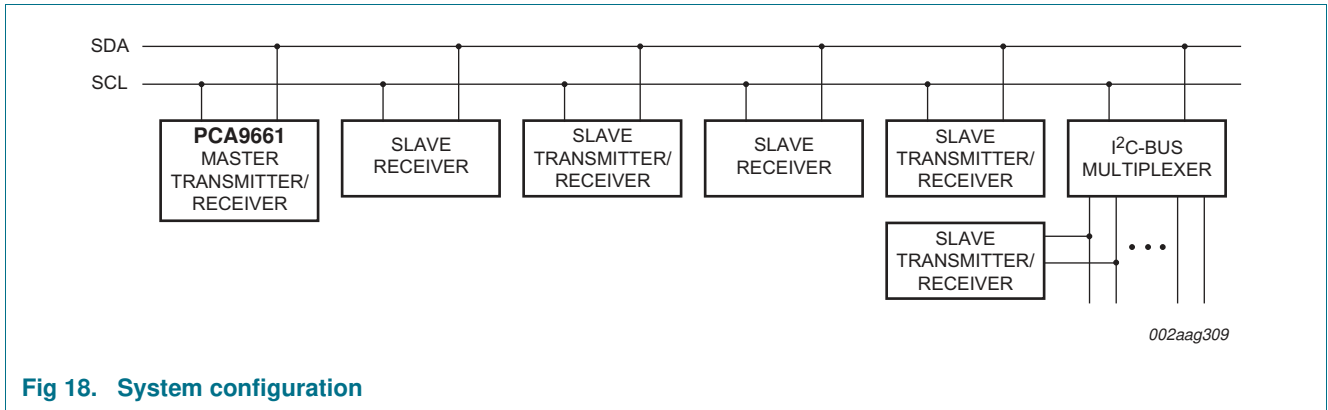 SDA
SCL
PCA9661
MASTER
TRANSMITTER/
RECEIVER
SLAVE
RECEIVER
SLAVE
TRANSMITTER/
RECEIVER
SLAVE
RECEIVER
SLAVE
TRANSMITTER/
RECEIVER
I²C-BUS
MULTIPLEXER
SLAVE
TRANSMITTER/
RECEIVER
002aag309
Fig 18. System configuration